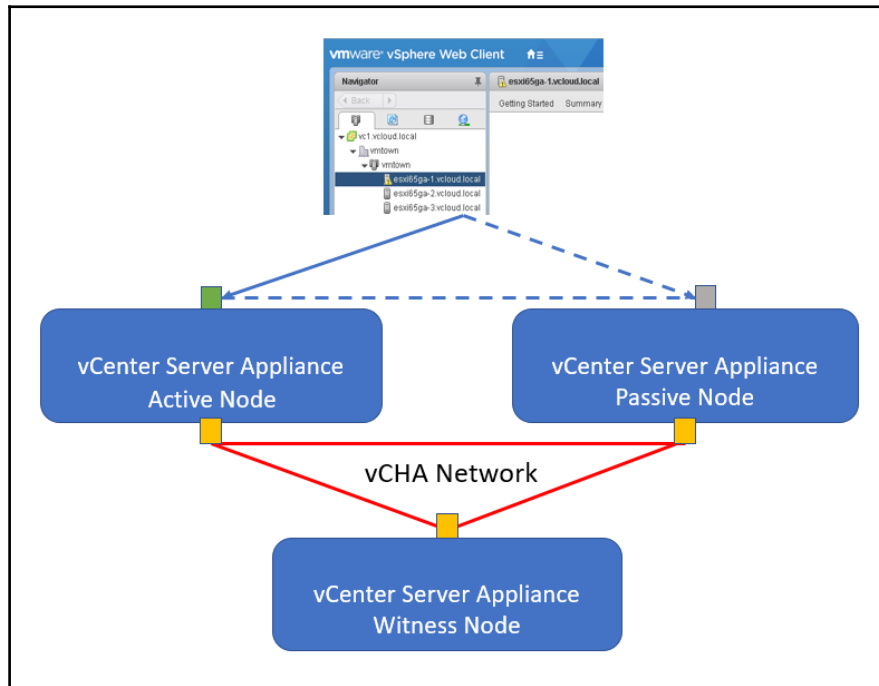 vmware® vSphere Web Client
Navigator
esxi65ga-1.vcloud.local
Back
Getting Started Summary
vc1.vcloud.local
vmtown
vmtown
esxi65ga-1.vcloud.local
esxi65ga-2.vcloud.local
esxi65ga-3.vcloud.local
vCenter Server Appliance
Active Node
vCenter Server Appliance
Passive Node
vCHA Network
vCenter Server Appliance
Witness Node